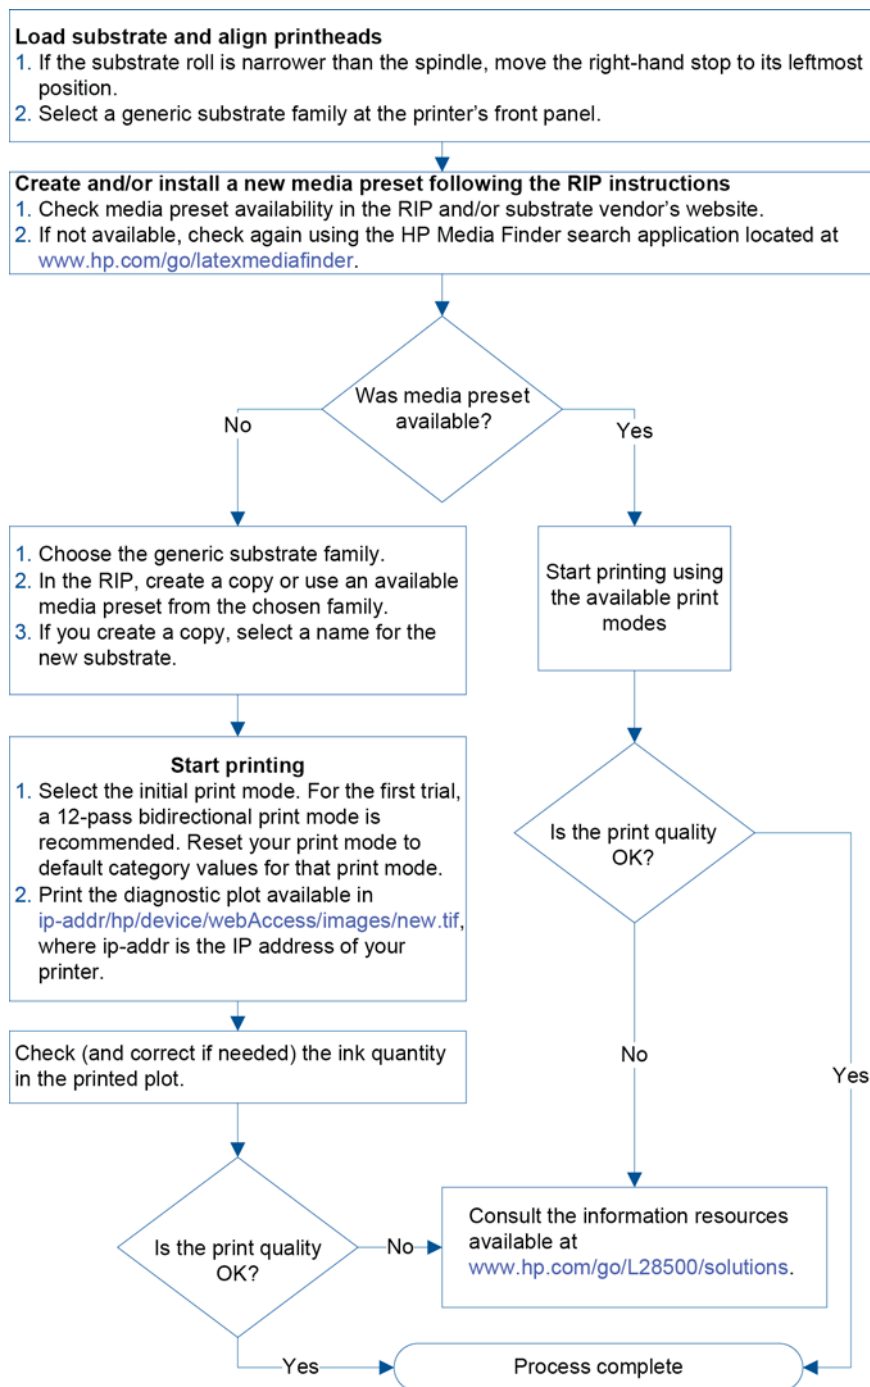 Load substrate and align printheads
1. If the substrate roll is narrower than the spindle, move the right-hand stop to its leftmost
position.
2. Select a generic substrate family at the printer's front panel.
Create and/or install a new media preset following the RIP instructions
1. Check media preset availability in the RIP and/or substrate vendor's website.
2. If not available, check again using the HP Media Finder search application located at
www.hp.com/go/latexmediafinder.
Was media preset
available?
No
Yes
1. Choose the generic substrate family.
2. In the RIP, create a copy or use an available
media preset from the chosen family.
3. If you create a copy, select a name for the
new substrate.
Start printing using
the available print
modes
Start printing
1. Select the initial print mode. For the first trial,
a 12-pass bidirectional print mode is
recommended. Reset your print mode to
default category values for that print mode.
2. Print the diagnostic plot available in
ip-addr/hp/device/webAccess/images/new.tif,
where ip-addr is the IP address of your
printer.
Is the print quality
OK?
Check (and correct if needed) the ink quantity
in the printed plot.
No
Yes
Is the print quality
OK?
No
Consult the information resources
available at
www.hp.com/go/L28500/solutions.
Yes
Process complete